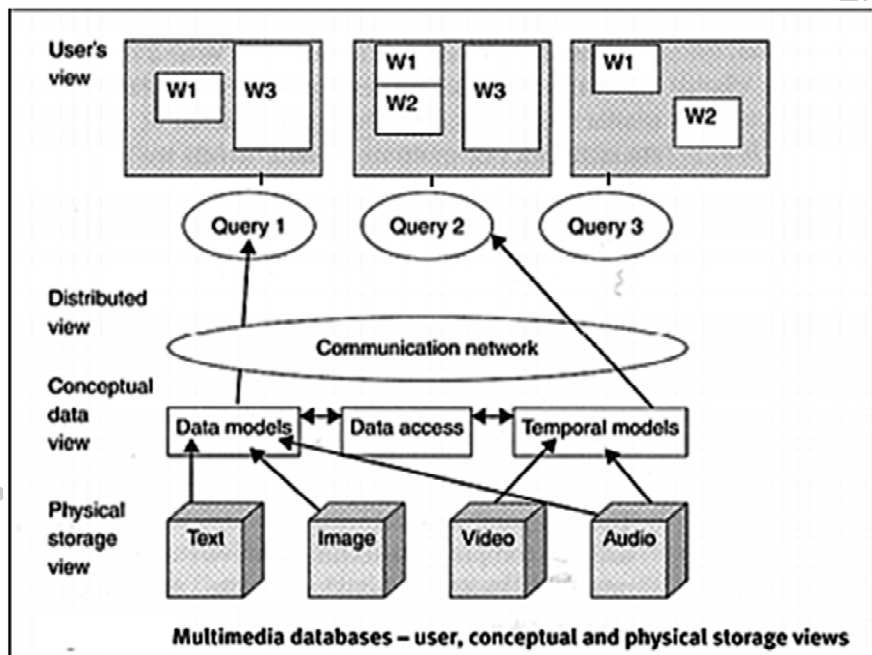 User's
view
W1
W3
W1
W2
W3
W1
W2
Query 1
Query 2
Query 3
Distributed
view
Communication network
Conceptual
data
view
Data models
Data access
Temporal models
Physical
storage
view
Text
Image
Video
Audio
Multimedia databases – user, conceptual and physical storage views